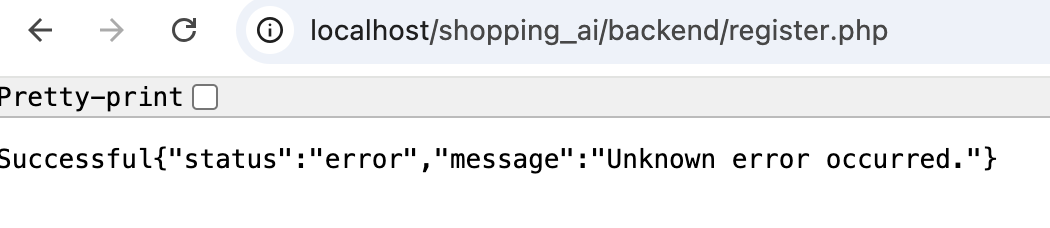 localhost/shopping_ai/backend/register.php
Pretty-print
Successful{"status":"error","message":"Unknown error occurred."}